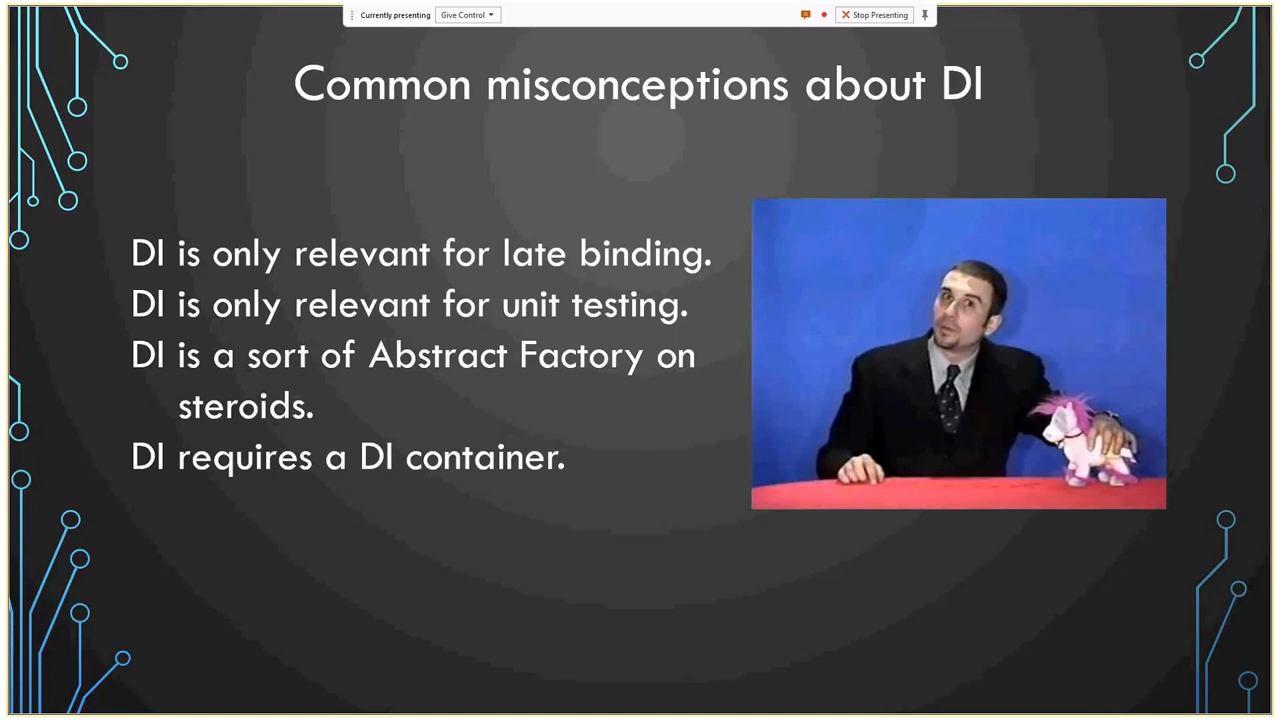 Currently presenting Give Control Stop Presenting
Common misconceptions about DI
DI is only relevant for late binding.
DI is only relevant for unit testing.
DI is a sort of Abstract Factory on
steroids.
DI requires a DI container.